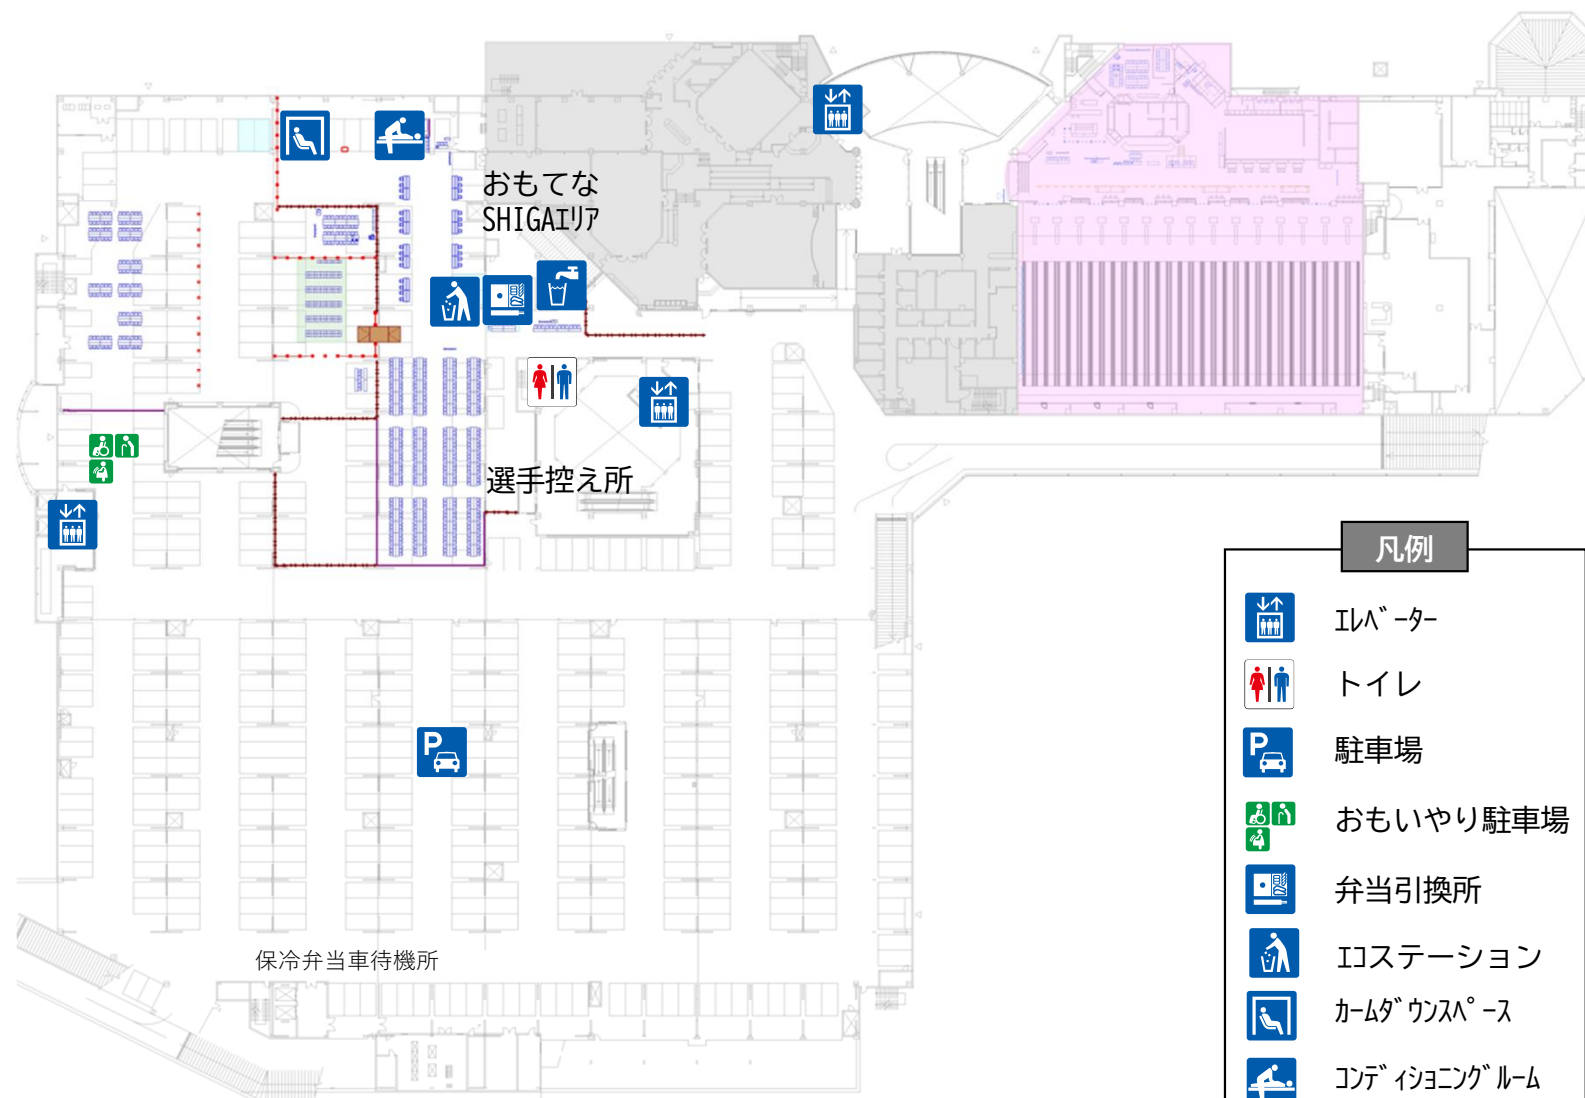 おもてな
SHIGAｴﾘｱ
選手控え所
保冷弁当車待機所
凡例
ｴﾚﾍﾞｰﾀｰ
トイレ
P
駐車場
おもいやり駐車場
弁当引換所
ｴｺステーション
ｶｰﾑﾀﾞｳﾝｽﾍﾟｰｽ
ｺﾝﾃﾞｨｼｮﾆﾝｸﾞﾙｰﾑ
P